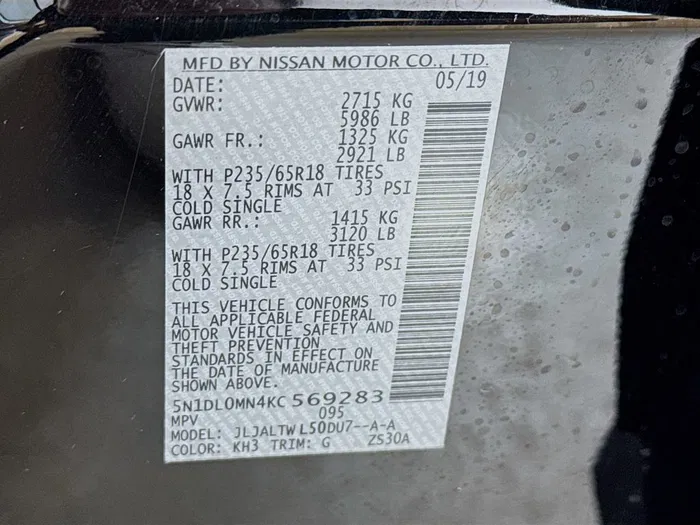 MFD BY NISSAN MOTOR CO., LTD.
DATE: 05/19
GVWR: 2715 KG
5986 LB
GAWR FR.: 1325 KG
2921 LB
WITH P235/65R18 TIRES
18 X 7.5 RIMS AT 33 PSI
COLD SINGLE
GAWR RR.: 1415 KG
3120 LB
WITH P235/65R18 TIRES
18 X 7.5 RIMS AT 33 PSI
COLD SINGLE
THIS VEHICLE CONFORMS TO
ALL APPLICABLE FEDERAL
MOTOR VEHICLE SAFETY AND
THEFT PREVENTION
STANDARDS IN EFFECT ON
THE DATE OF MANUFACTURE
SHOWN ABOVE.
5N1DL0MN4KC569283
MPV 095
MODEL: JLJALTWL50DU7--A-A
COLOR: KH3 TRIM: G ZS30A